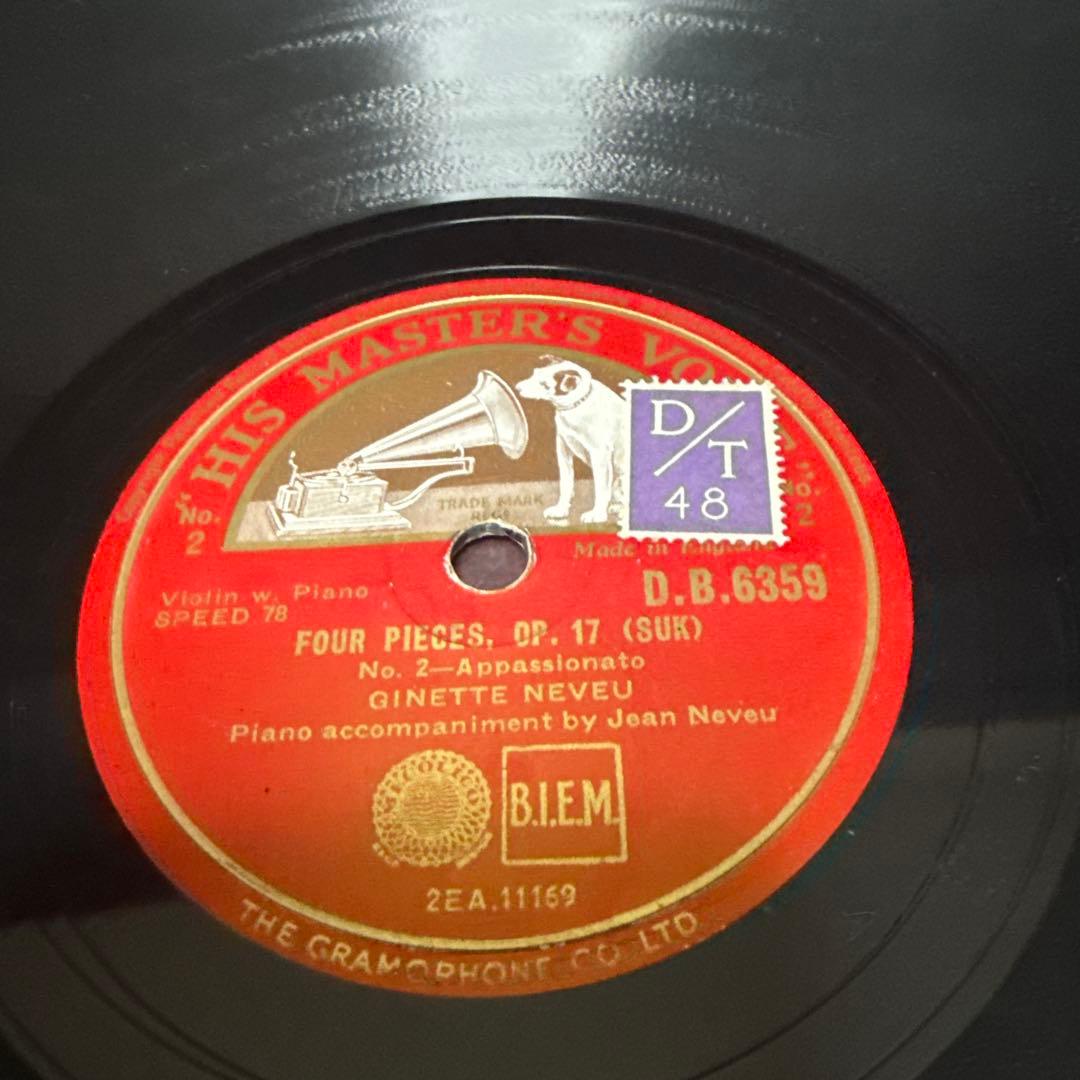 "HIS MASTER'S VO
D/T
48
TRADE MARK
REGD
No.
2
No.
2
Made in England
D.B.6359
Violin w. Piano
SPEED 78
FOUR PIECES, OP. 17 (SUK)
No. 2—Appassionato
GINETTE NEVEU
Piano accompaniment by Jean Neveu
B.I.E.M.
2EA.11169
THE GRAMOPHONE CO. LTD.